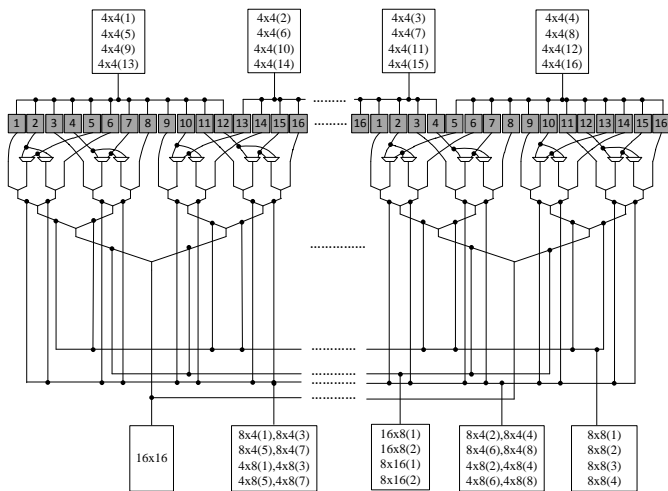 4x4(1) 4x4(2) 4x4(3) 4x4(4)
4x4(5) 4x4(6) 4x4(7) 4x4(8)
4x4(9) 4x4(10) 4x4(11) 4x4(12)
4x4(13) 4x4(14) 4x4(15) 4x4(16)
1 2 3 4 5 6 7 8 9 10 11 12 13 14 15 16 16 1 2 3 4 5 6 7 8 9 10 11 12 13 14 15 16
16x16
8x4(1),8x4(3)
8x4(5),8x4(7)
4x8(1),4x8(3)
4x8(5),4x8(7)
16x8(1)
16x8(2)
8x16(1)
8x16(2)
8x4(2),8x4(4)
8x4(6),8x4(8)
4x8(2),4x8(4)
4x8(6),4x8(8)
8x8(1)
8x8(2)
8x8(3)
8x8(4)